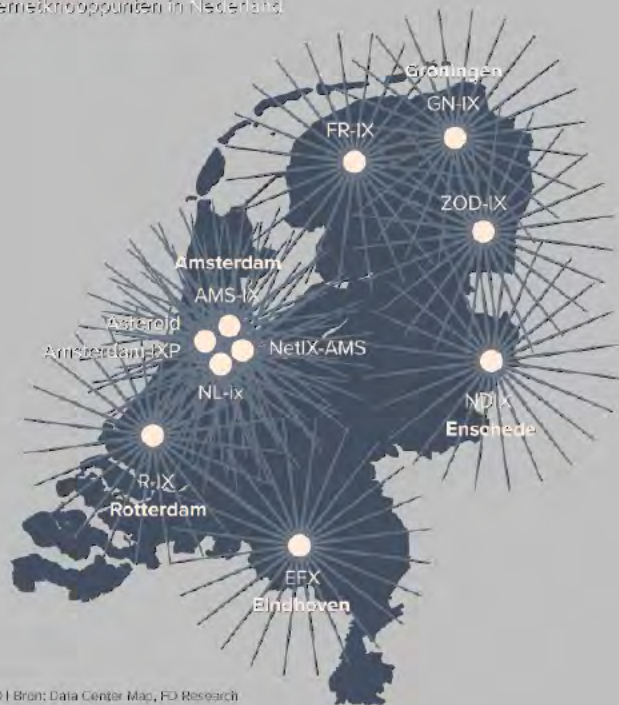 ernetknooppunten in Nederland
Groningen
GN-IX
FR-IX
ZOD-IX
Amsterdam
AMS-IX
Asteroid
Amsterdam-IXP
NetIX-AMS
NL-ix
NDIX
Enschede
R-IX
Rotterdam
EFX
Eindhoven
| Bron: Data Center Map, FD Research